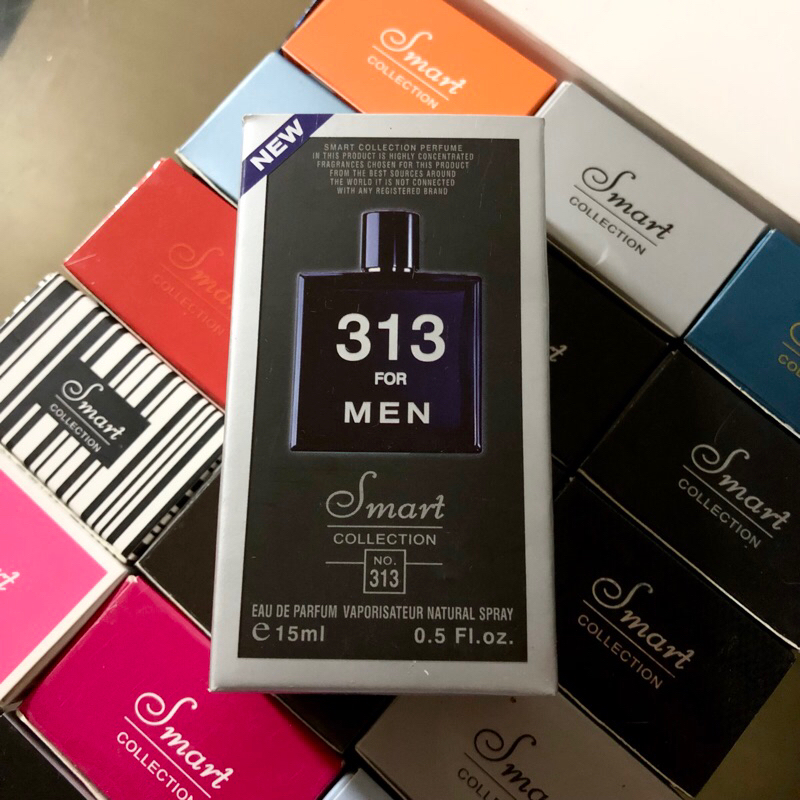 Smart
COLLECTION
NEW
SMART COLLECTION PERFUME
IN THIS PRODUCT IS HIGHLY CONCENTRATED
FRAGRANCES CHOSEN FOR THIS PRODUCT
FROM THE BEST SOURCES AROUND
THE WORLD IT IS NOT CONNECTED
WITH ANY REGISTERED BRAND
313
FOR
MEN
Smart
COLLECTION
NO.
313
EAU DE PARFUM VAPORISATEUR NATURAL SPRAY
e 15ml 0.5 Fl.oz.
Smart
COLLECTION
Smart
COLLECTION
Smart
COLLECTION
Smart
COLLECTION
Smart
COLLECTION